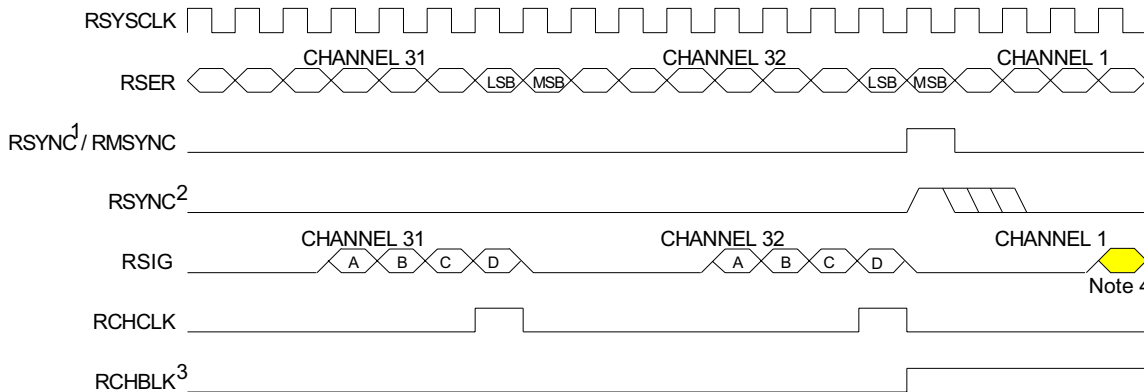 RSYSCLK
CHANNEL 31 CHANNEL 32 CHANNEL 1
RSER LSB MSB LSB MSB
RSYNC1 / RMSYNC
RSYNC2
CHANNEL 31 CHANNEL 32 CHANNEL 1
RSIG A B C D A B C D
Note 4
RCHCLK
RCHBLK3